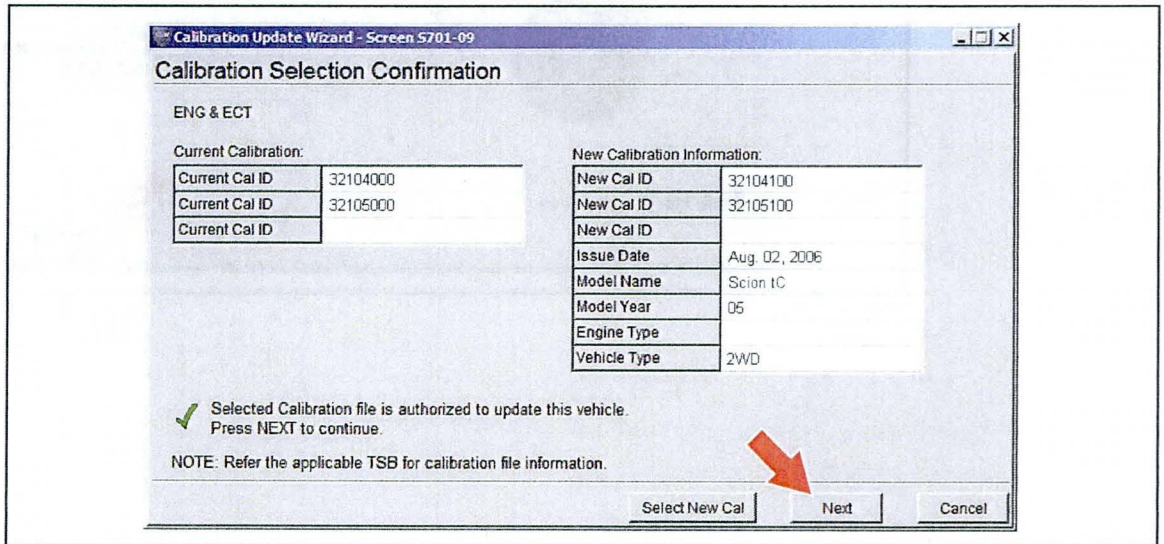 Calibration Update Wizard - Screen S701-09
Calibration Selection Confirmation
ENG & ECT
Current Calibration:
Current Cal ID 32104000
Current Cal ID 32105000
Current Cal ID
New Calibration Information:
New Cal ID 32104100
New Cal ID 32105100
New Cal ID
Issue Date Aug. 02, 2006
Model Name Scion tC
Model Year 05
Engine Type
Vehicle Type 2WD
Selected Calibration file is authorized to update this vehicle.
Press NEXT to continue.
NOTE: Refer the applicable TSB for calibration file information.
Select New Cal Next Cancel